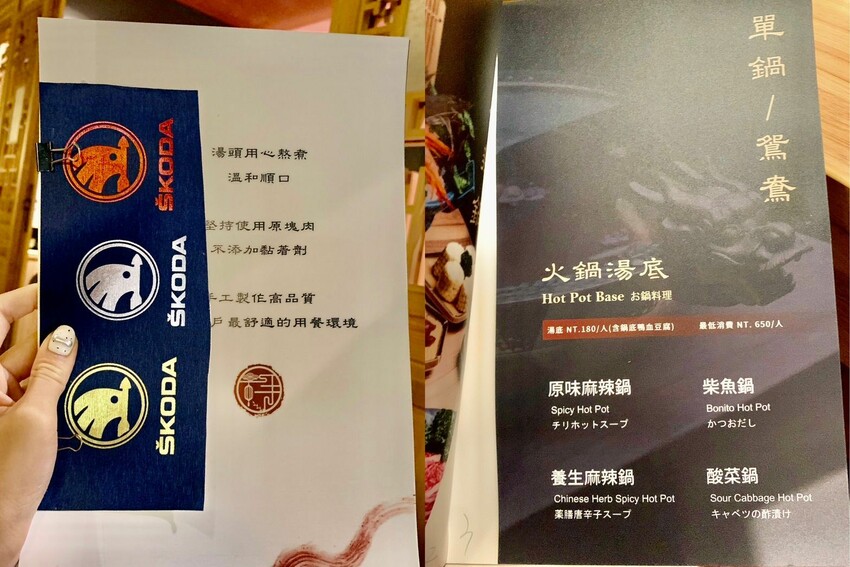 ŠKODA
ŠKODA
ŠKODA
湯頭用心熬煮
溫和順口
堅持使用原塊肉
不添加黏着劑
手工製作高品質
戶最舒適的用餐環境
單鍋/鴛鴦
火鍋湯底
Hot Pot Base お鍋料理
湯底 NT.180/人(含鍋底鴨血豆腐) 最低消費 NT. 650/人
原味麻辣鍋
Spicy Hot Pot
チリホットスープ
柴魚鍋
Bonito Hot Pot
かつおだし
養生麻辣鍋
Chinese Herb Spicy Hot Pot
薬膳唐辛子スープ
酸菜鍋
Sour Cabbage Hot Pot
キャベツの酢漬け